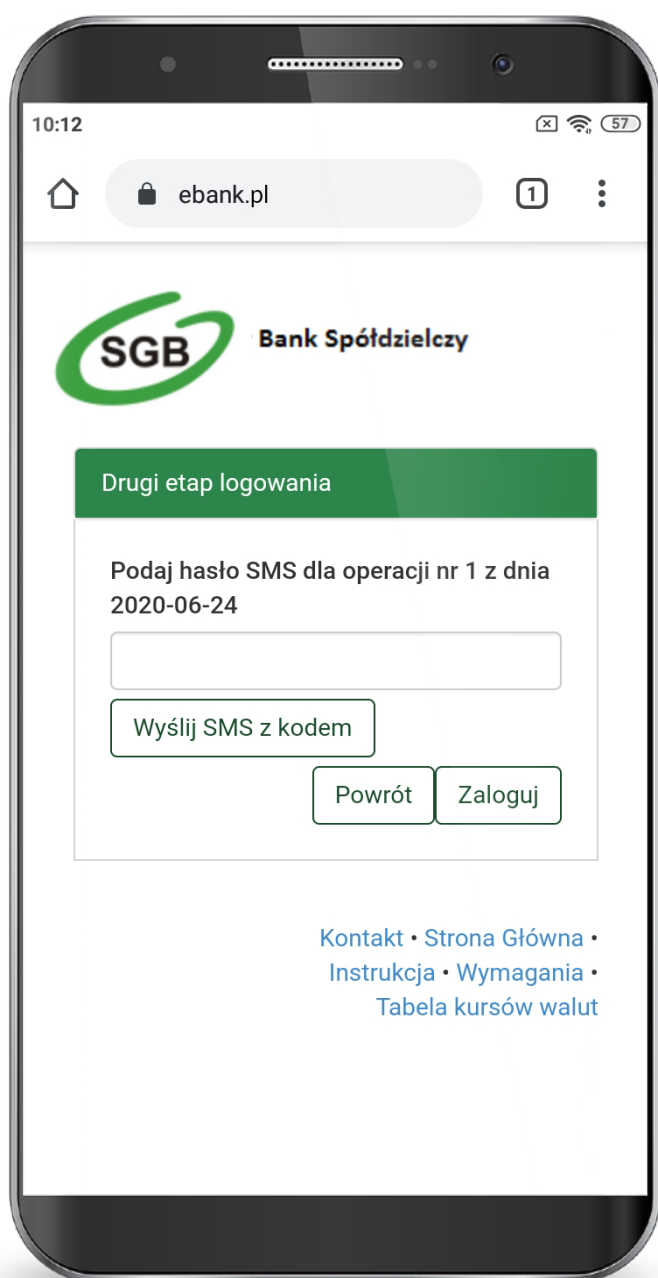 10:12
57
ebank.pl
1
SGB
Bank Spółdzielczy
Drugi etap logowania
Podaj hasło SMS dla operacji nr 1 z dnia
2020-06-24
Wyślij SMS z kodem
Powrót Zaloguj
Kontakt • Strona Główna •
Instrukcja • Wymagania •
Tabela kursów walut